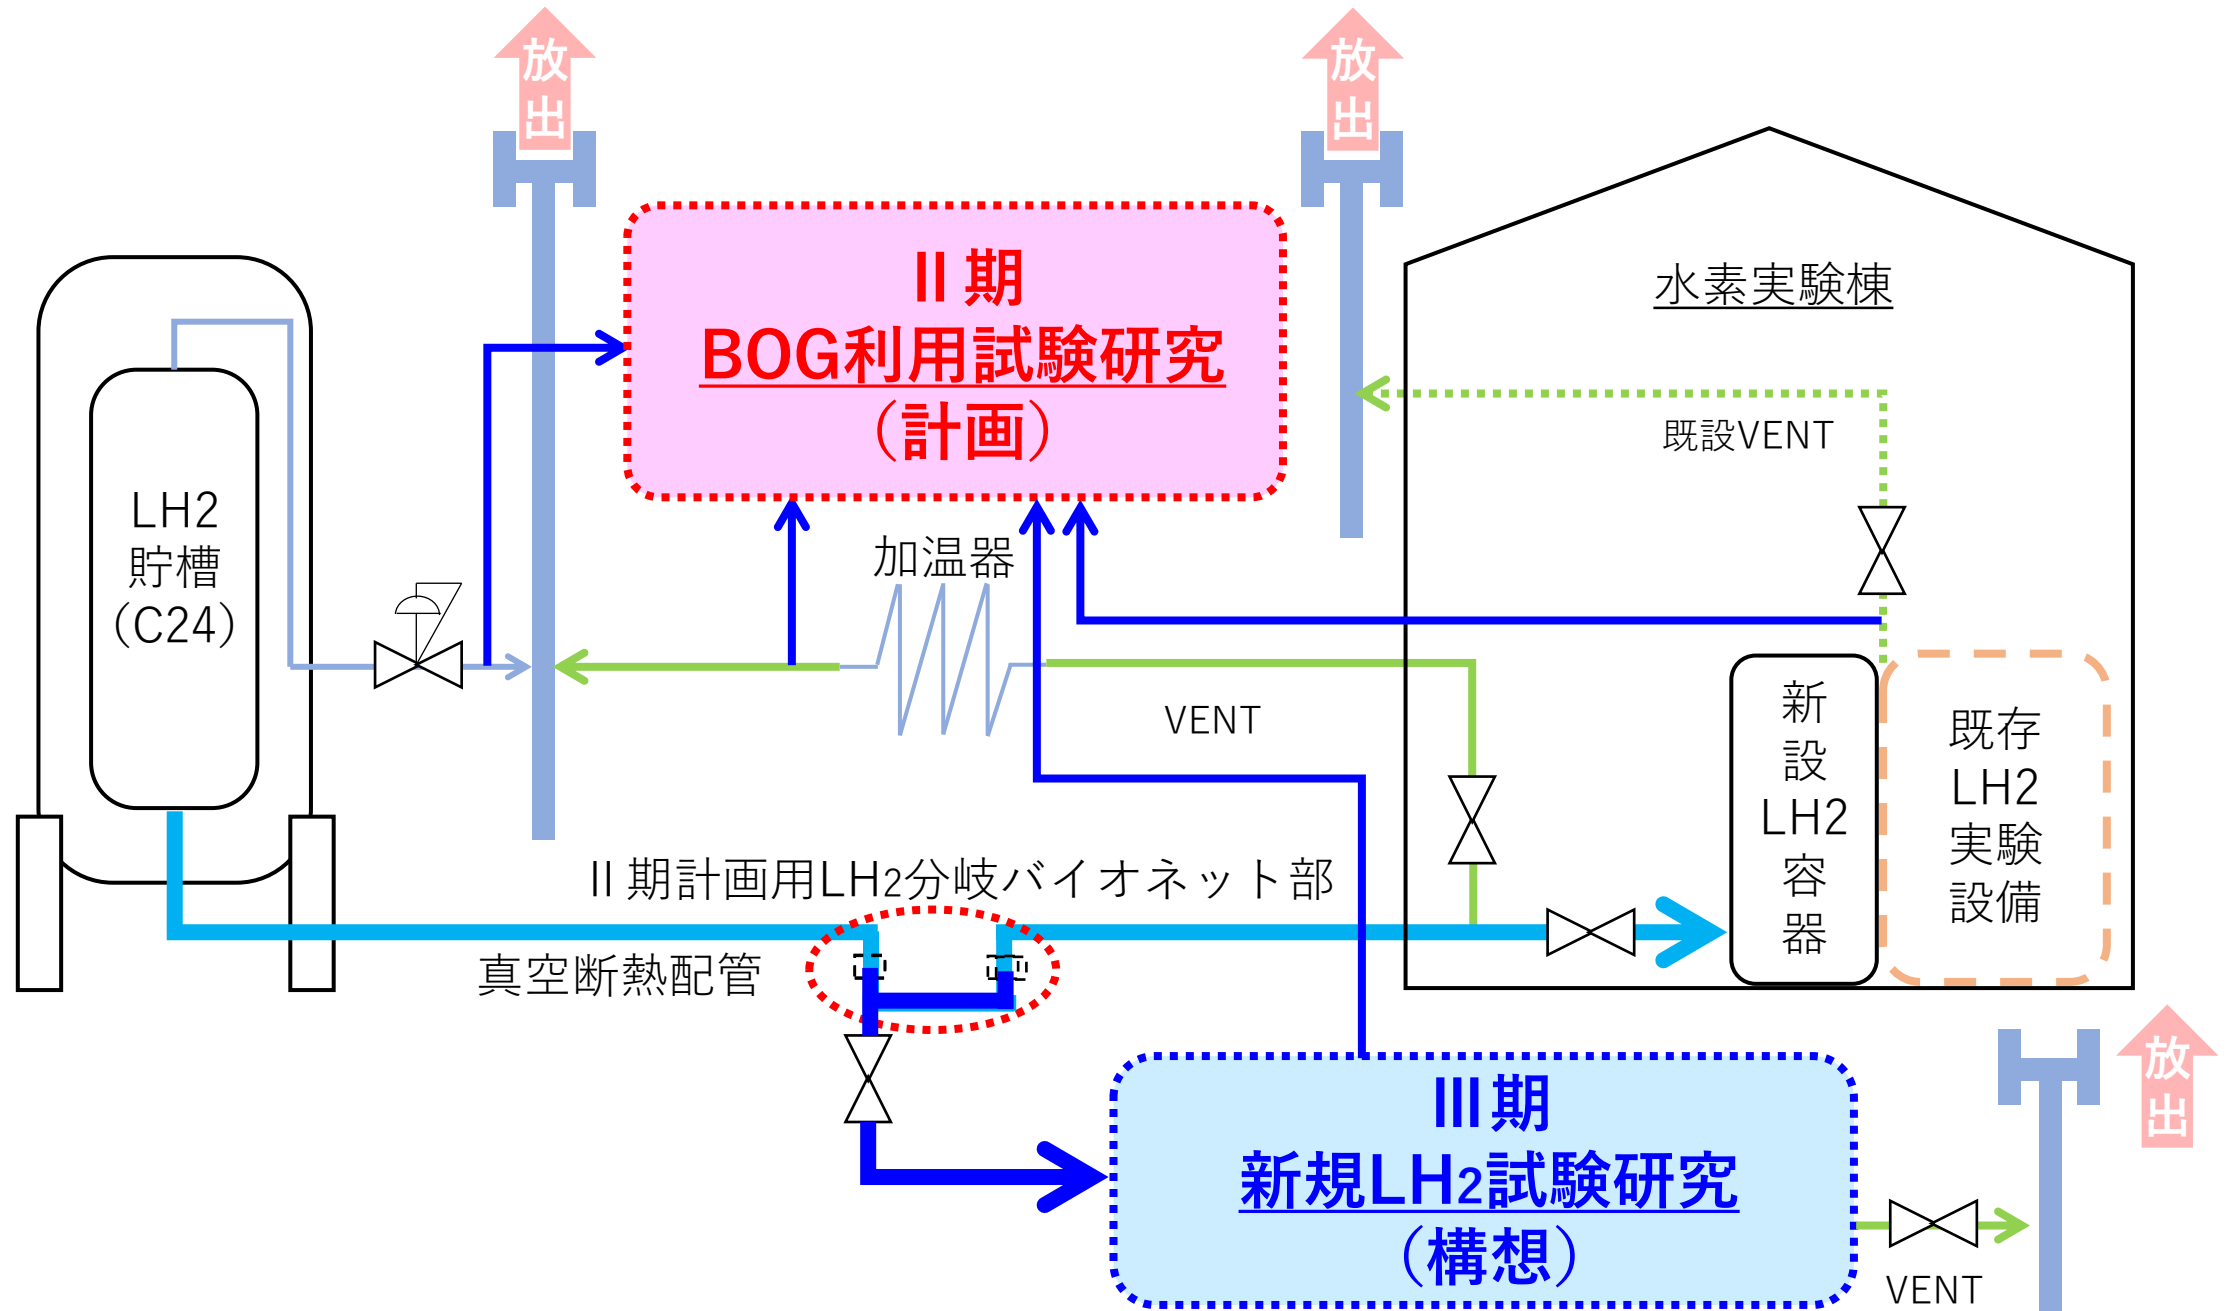 放
出
放
出
Ⅱ期
BOG利用試験研究
（計画）
水素実験棟
既設VENT
LH2
貯槽
（C24）
加温器
VENT
新
設
LH2
容
器
既存
LH2
実験
設備
Ⅱ期計画用LH2分岐バイオネット部
真空断熱配管
放
出
Ⅲ期
新規LH2試験研究
（構想）
VENT